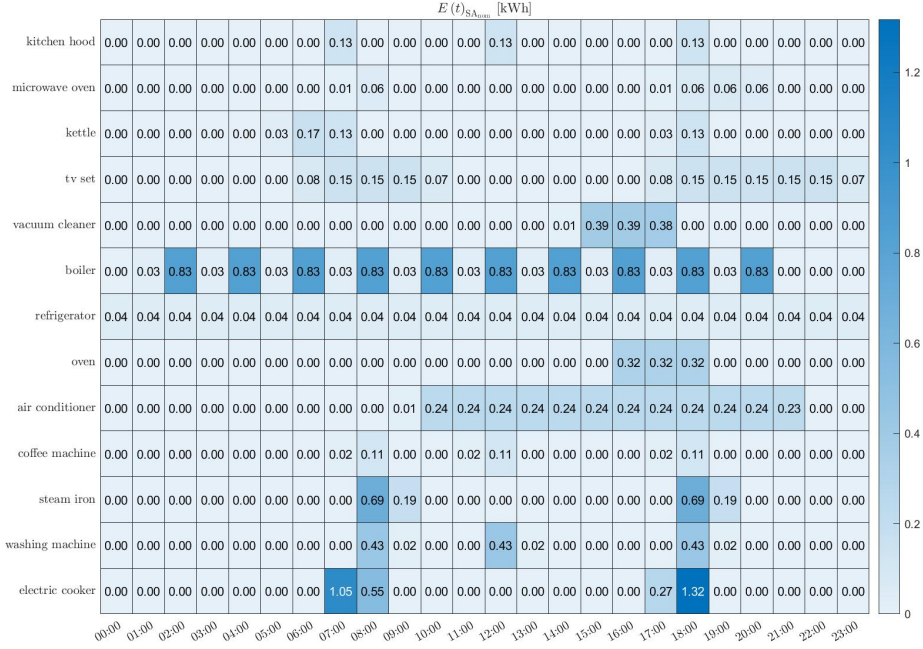 E (t)SAnom [kWh]
kitchen hood 0.00 0.00 0.00 0.00 0.00 0.00 0.00 0.13 0.00 0.00 0.00 0.00 0.13 0.00 0.00 0.00 0.00 0.00 0.13 0.00 0.00 0.00 0.00 0.00
microwave oven 0.00 0.00 0.00 0.00 0.00 0.00 0.00 0.01 0.06 0.00 0.00 0.00 0.00 0.00 0.00 0.00 0.00 0.01 0.06 0.06 0.06 0.00 0.00 0.00
kettle 0.00 0.00 0.00 0.00 0.00 0.03 0.17 0.13 0.00 0.00 0.00 0.00 0.00 0.00 0.00 0.00 0.00 0.03 0.13 0.00 0.00 0.00 0.00 0.00
tv set 0.00 0.00 0.00 0.00 0.00 0.00 0.08 0.15 0.15 0.15 0.07 0.00 0.00 0.00 0.00 0.00 0.00 0.08 0.15 0.15 0.15 0.15 0.15 0.07
vacuum cleaner 0.00 0.00 0.00 0.00 0.00 0.00 0.00 0.00 0.00 0.00 0.00 0.00 0.00 0.00 0.01 0.39 0.39 0.38 0.00 0.00 0.00 0.00 0.00 0.00
boiler 0.00 0.03 0.83 0.03 0.83 0.03 0.83 0.03 0.83 0.03 0.83 0.03 0.83 0.03 0.83 0.03 0.83 0.03 0.83 0.03 0.83 0.00 0.00 0.00
refrigerator 0.04 0.04 0.04 0.04 0.04 0.04 0.04 0.04 0.04 0.04 0.04 0.04 0.04 0.04 0.04 0.04 0.04 0.04 0.04 0.04 0.04 0.04 0.04 0.04
oven 0.00 0.00 0.00 0.00 0.00 0.00 0.00 0.00 0.00 0.00 0.00 0.00 0.00 0.00 0.00 0.00 0.32 0.32 0.32 0.00 0.00 0.00 0.00 0.00
air conditioner 0.00 0.00 0.00 0.00 0.00 0.00 0.00 0.00 0.00 0.01 0.24 0.24 0.24 0.24 0.24 0.24 0.24 0.24 0.24 0.24 0.24 0.23 0.00 0.00
coffee machine 0.00 0.00 0.00 0.00 0.00 0.00 0.00 0.02 0.11 0.00 0.00 0.02 0.11 0.00 0.00 0.00 0.00 0.02 0.11 0.00 0.00 0.00 0.00 0.00
steam iron 0.00 0.00 0.00 0.00 0.00 0.00 0.00 0.00 0.69 0.19 0.00 0.00 0.00 0.00 0.00 0.00 0.00 0.00 0.69 0.19 0.00 0.00 0.00 0.00
washing machine 0.00 0.00 0.00 0.00 0.00 0.00 0.00 0.00 0.43 0.02 0.00 0.00 0.43 0.02 0.00 0.00 0.00 0.00 0.43 0.02 0.00 0.00 0.00 0.00
electric cooker 0.00 0.00 0.00 0.00 0.00 0.00 0.00 1.05 0.55 0.00 0.00 0.00 0.00 0.00 0.00 0.00 0.00 0.27 1.32 0.00 0.00 0.00 0.00 0.00
00:00 01:00 02:00 03:00 04:00 05:00 06:00 07:00 08:00 09:00 10:00 11:00 12:00 13:00 14:00 15:00 16:00 17:00 18:00 19:00 20:00 21:00 22:00 23:00
1.2
1
0.8
0.6
0.4
0.2
0